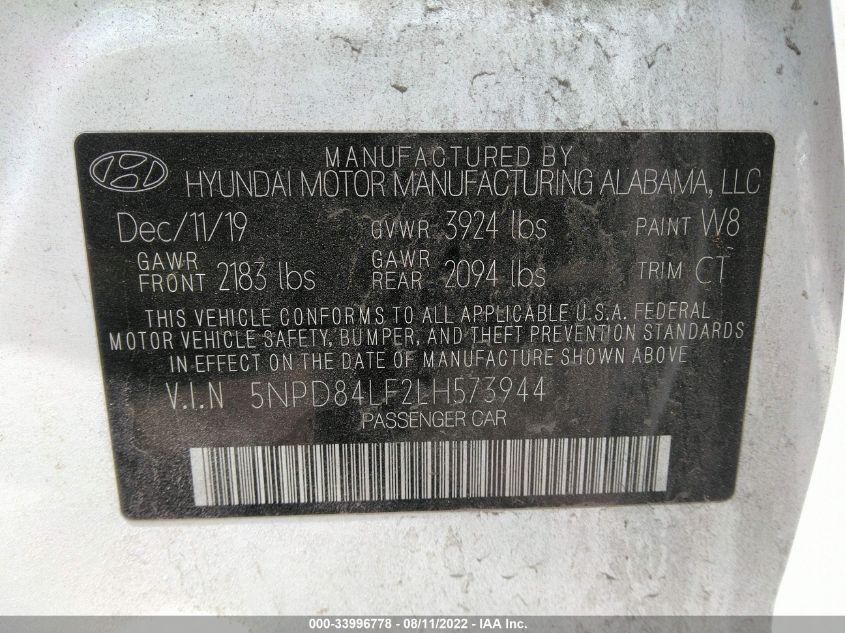 MANUFACTURED BY
HYUNDAI MOTOR MANUFACTURING ALABAMA, LLC
Dec/11/19 GVWR 3924 lbs PAINT W8
GAWR FRONT 2183 lbs GAWR REAR 2094 lbs TRIM CT
THIS VEHICLE CONFORMS TO ALL APPLICABLE U.S.A. FEDERAL
MOTOR VEHICLE SAFETY, BUMPER, AND THEFT PREVENTION STANDARDS
IN EFFECT ON THE DATE OF MANUFACTURE SHOWN ABOVE
V.I.N 5NPD84LF2LH573944
PASSENGER CAR
000-33996778 - 08/11/2022 - IAA Inc.